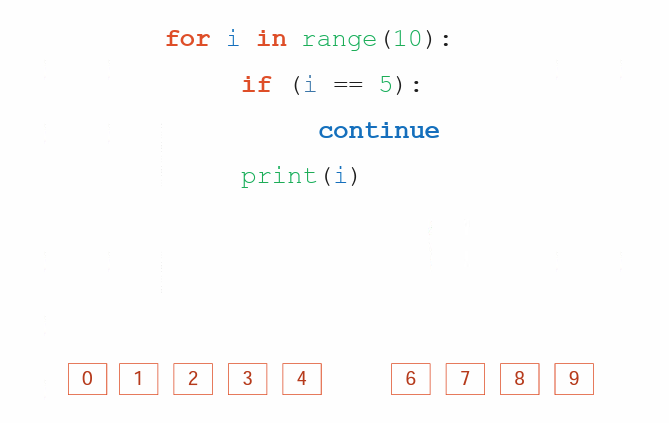 for i in range(10):
if (i == 5):
continue
print(i)
0 1 2 3 4 6 7 8 9